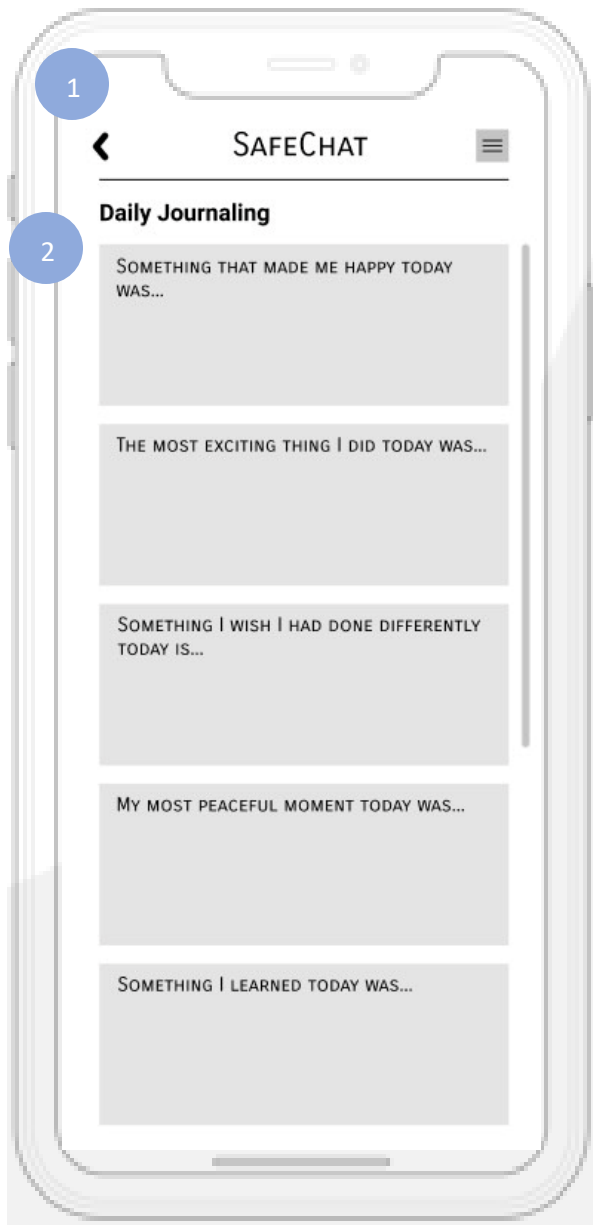 1
SafeChat
Daily Journaling
2
Something that made me happy today
was...
The most exciting thing I did today was...
Something I wish I had done differently
today is...
My most peaceful moment today was...
Something I learned today was...